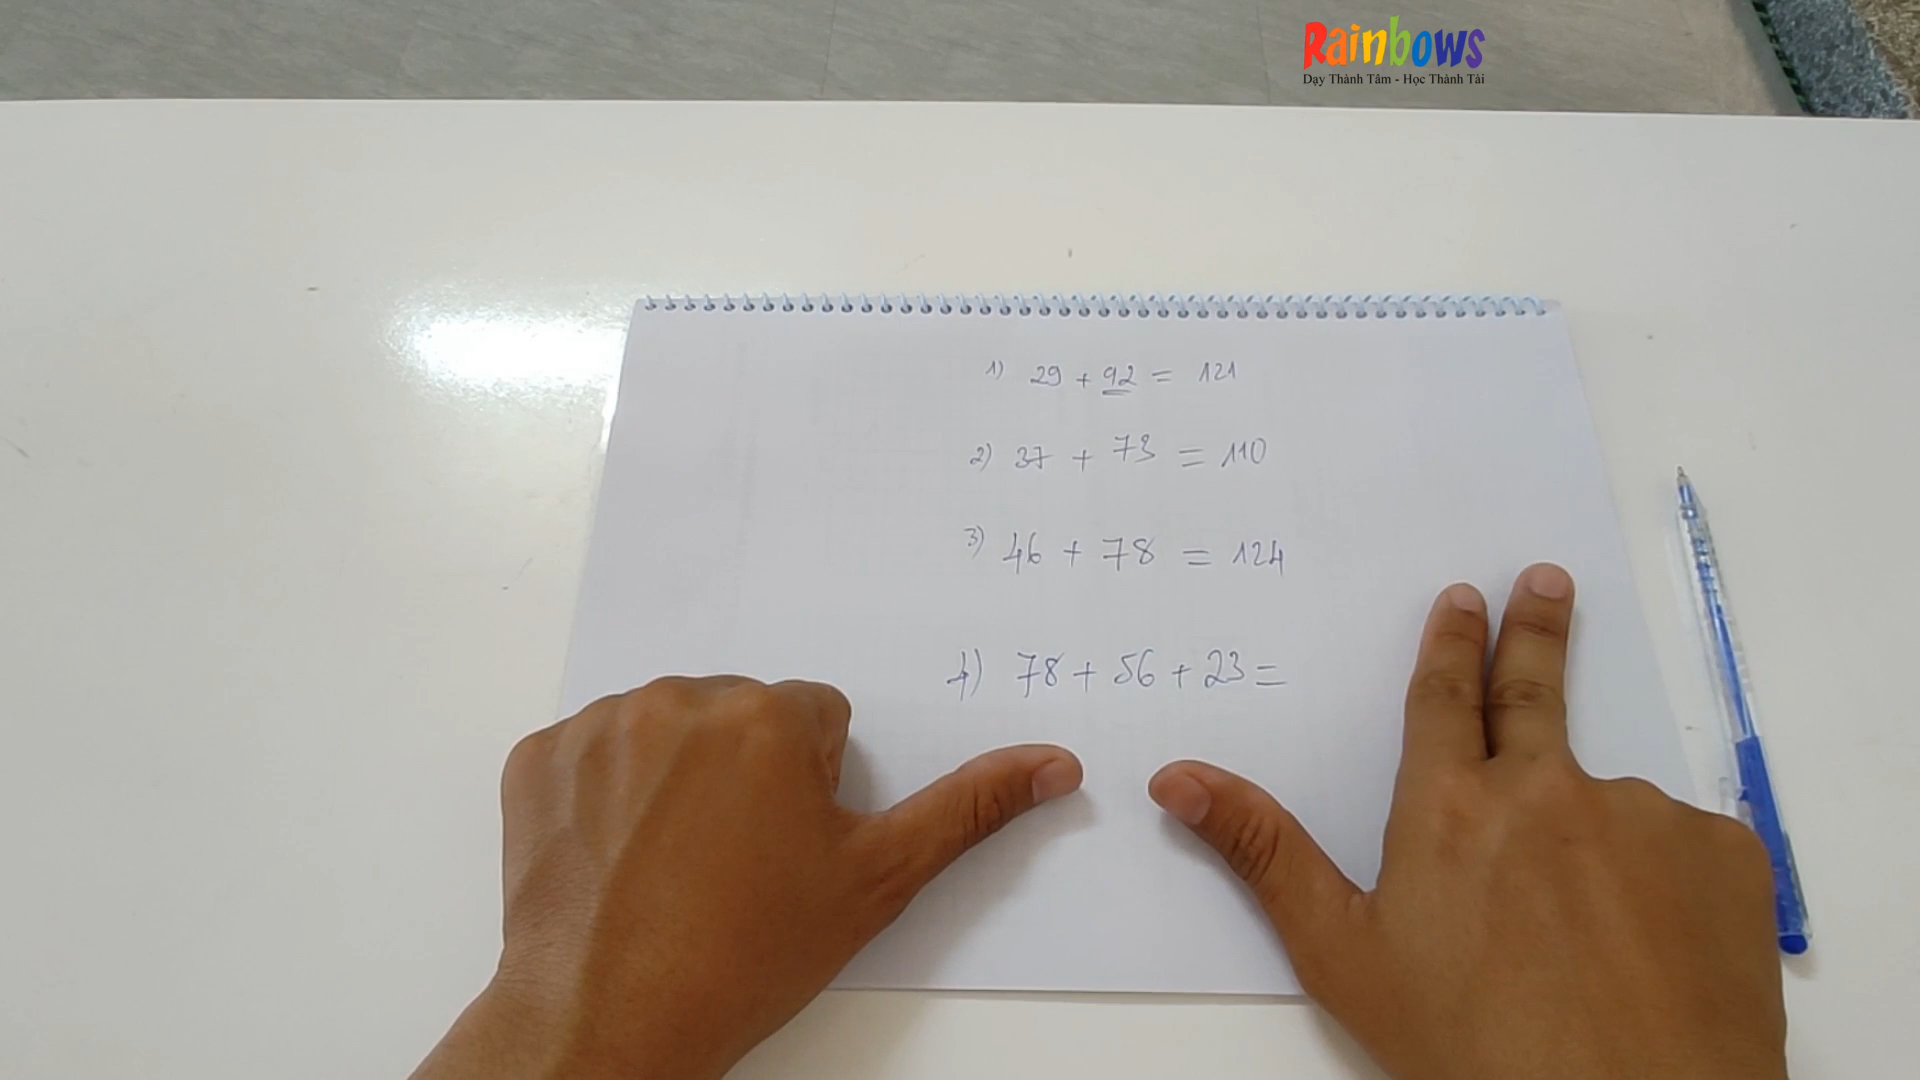 Rainbows
Dạy Thành Tâm - Học Thành Tài
1) 29 + 92 = 121
2) 37 + 73 = 110
3) 46 + 78 = 124
4) 78 + 56 + 23 =